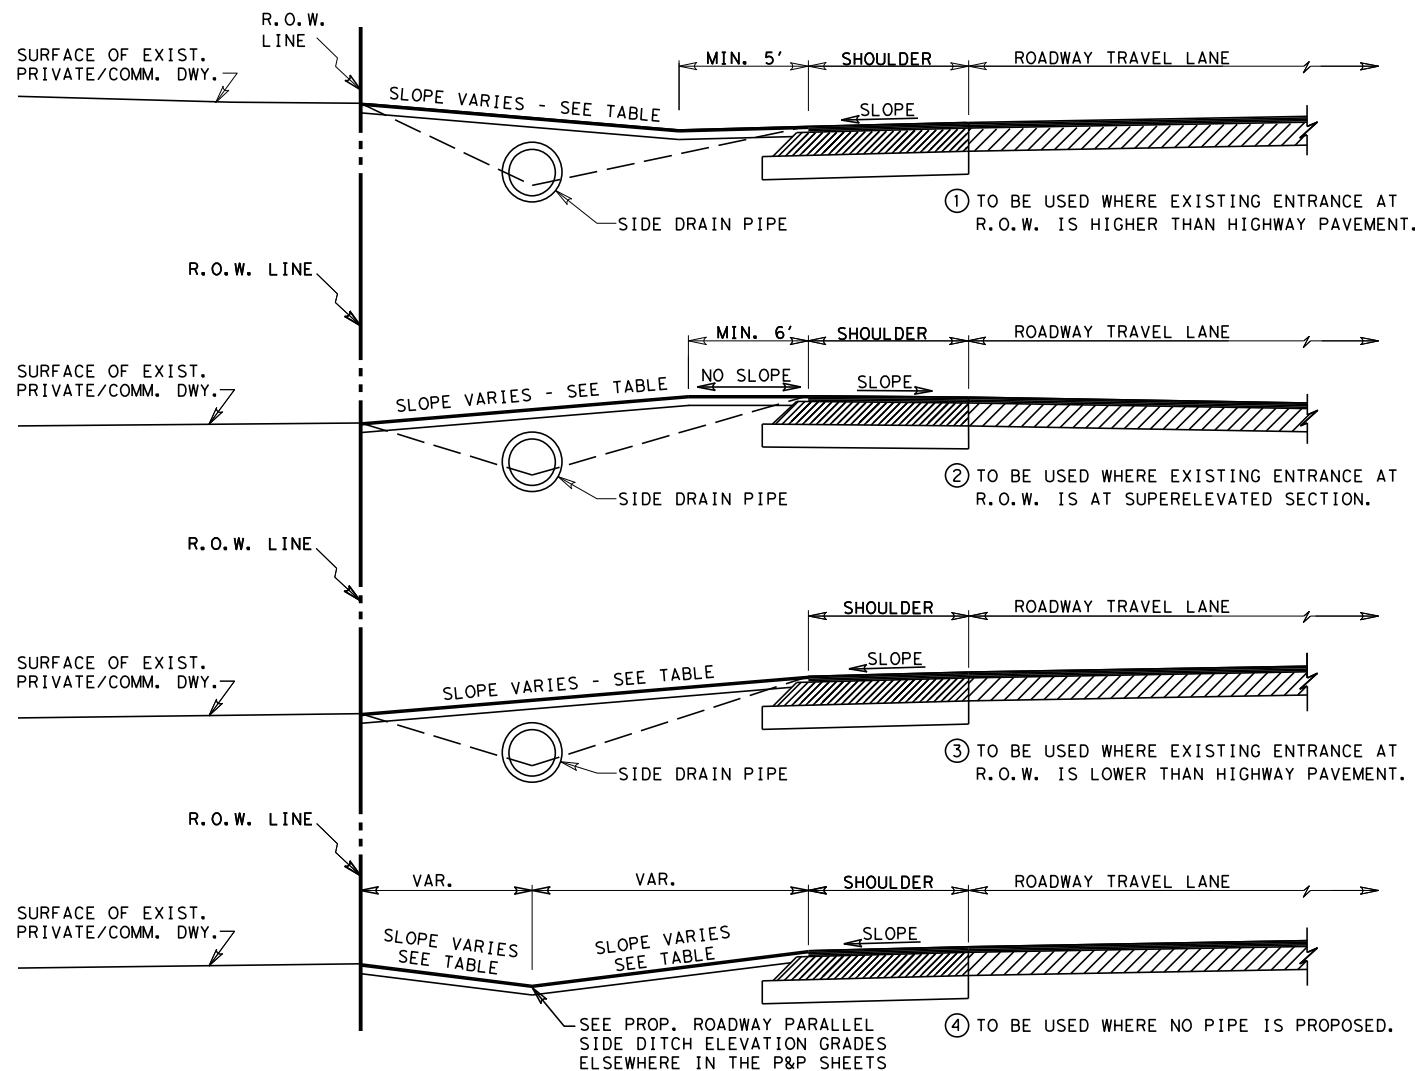 R.O.W.
LINE
SURFACE OF EXIST.
PRIVATE/COMM. DWY.
SLOPE VARIES - SEE TABLE
MIN. 5'
SHOULDER
ROADWAY TRAVEL LANE
SLOPE
SIDE DRAIN PIPE
1 TO BE USED WHERE EXISTING ENTRANCE AT
R.O.W. IS HIGHER THAN HIGHWAY PAVEMENT.
R.O.W. LINE
SURFACE OF EXIST.
PRIVATE/COMM. DWY.
SLOPE VARIES - SEE TABLE
MIN. 6'
SHOULDER
ROADWAY TRAVEL LANE
NO SLOPE
SLOPE
SIDE DRAIN PIPE
2 TO BE USED WHERE EXISTING ENTRANCE AT
R.O.W. IS AT SUPERELEVATED SECTION.
R.O.W. LINE
SURFACE OF EXIST.
PRIVATE/COMM. DWY.
SLOPE VARIES - SEE TABLE
SHOULDER
ROADWAY TRAVEL LANE
SLOPE
SIDE DRAIN PIPE
3 TO BE USED WHERE EXISTING ENTRANCE AT
R.O.W. IS LOWER THAN HIGHWAY PAVEMENT.
R.O.W. LINE
SURFACE OF EXIST.
PRIVATE/COMM. DWY.
VAR.
VAR.
SHOULDER
ROADWAY TRAVEL LANE
SLOPE VARIES
SEE TABLE
SLOPE VARIES
SEE TABLE
SLOPE
SEE PROP. ROADWAY PARALLEL
SIDE DITCH ELEVATION GRADES
ELSEWHERE IN THE P&P SHEETS
4 TO BE USED WHERE NO PIPE IS PROPOSED.